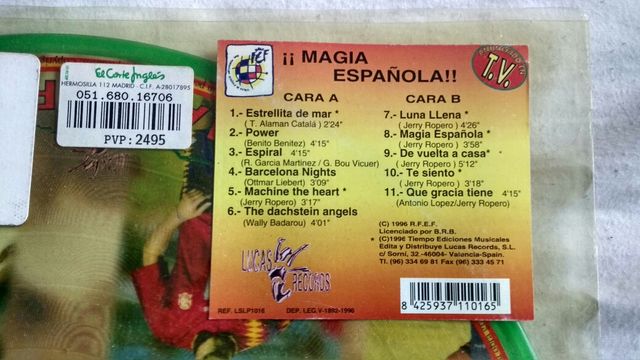 El Corte Inglés
HERMOSILLA 112 MADRID - C.I.F. A-28017895
051.680.16706
PVP: 2495
¡¡ MAGIA
ESPAÑOLA!!
ANUNCIADO EN
T.V.
CARA A
1.- Estrellita de mar *
( T. Alaman Catalá ) 2'24"
2.- Power
(Benito Benitez) 4'15"
3.- Espiral 4'15"
(R. Garcia Martinez / G. Bou Vicuer)
4.- Barcelona Nights
(Ottmar Liebert) 3'09"
5.- Machine the heart *
(Jerry Ropero) 3'17"
6.- The dachstein angels
(Wally Badarou) 4'01"
CARA B
7.- Luna LLena *
(Jerry Ropero ) 4'26"
8.- Magia Española *
(Jerry Ropero ) 3'58"
9.- De vuelta a casa*
(Jerry Ropero ) 5'12"
10.- Te siento *
(Jerry Ropero ) 3'18"
11.- Que gracia tiene 4'15"
(Antonio Lopez/Jerry Ropero)
(C) 1996 R.F.E.F.
Licenciado por B.R.B.
* (C)1996 Tiempo Ediciones Musicales
Edita y Distribuye Lucas Records, S.L.
c/ Sorní, 32 -46004- Valencia-Spain.
Tl. (96) 334 69 81 Fax (96) 333 45 71
LUCAS
RECORDS
REF. LSLP1016 DEP. LEG V-1892-1996
8 425937 110165